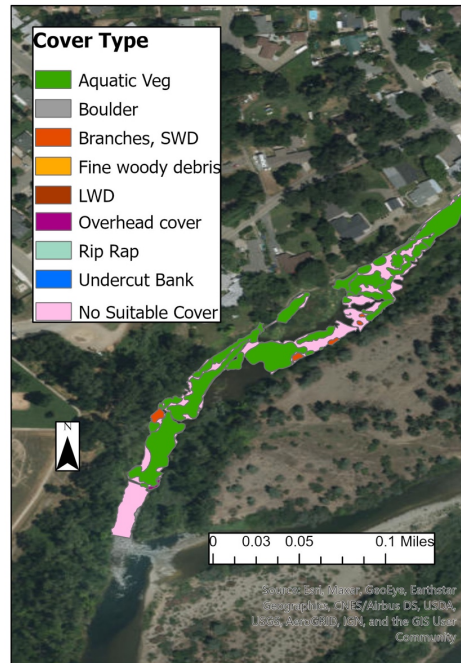 Cover Type
Aquatic Veg
Boulder
Branches, SWD
Fine woody debris
LWD
Overhead cover
Rip Rap
Undercut Bank
No Suitable Cover
N
0 0.03 0.05 0.1 Miles
Source: Esri, Maxar, GeoEye, Earthstar
Geographics, CNES/Airbus DS, USDA,
USGS, AeroGRID, IGN, and the GIS User
Community